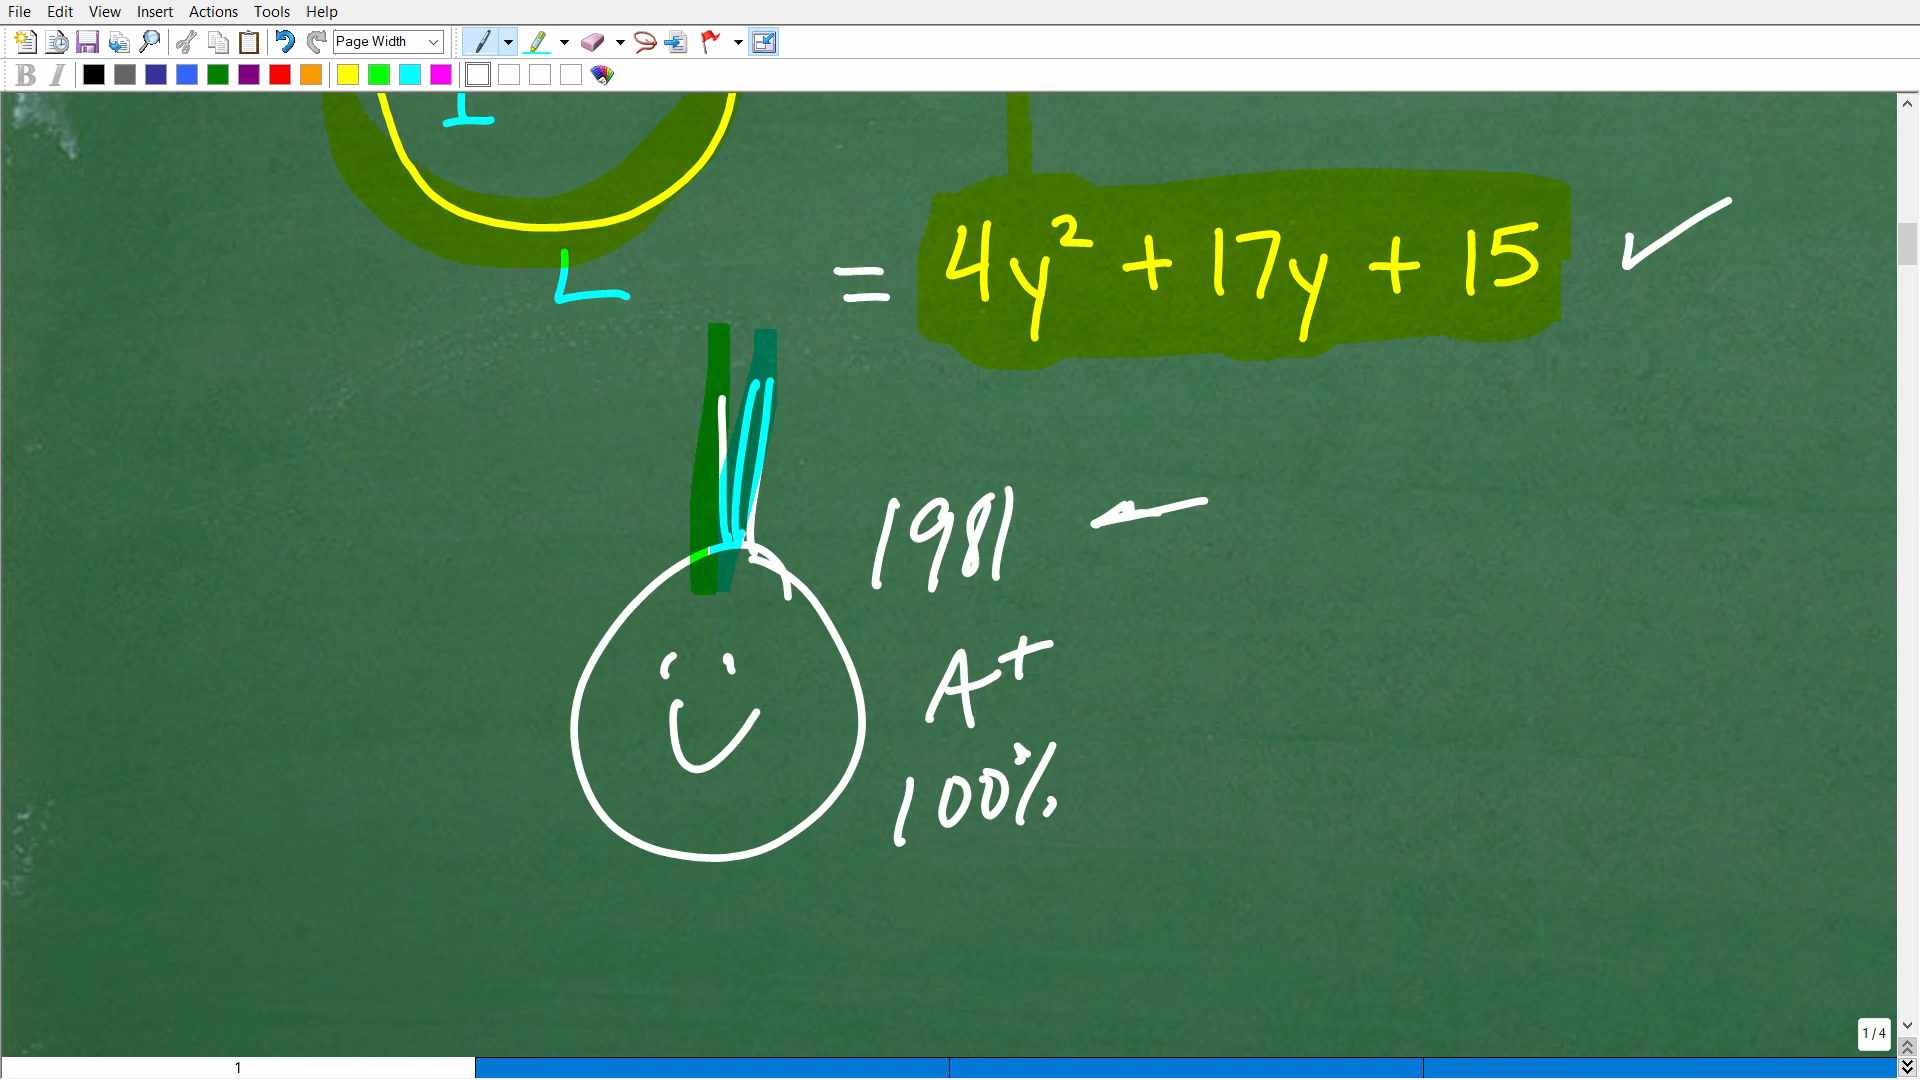 File Edit View Insert Actions Tools Help
Page Width
B I
I
L
= 4y² + 17y + 15 ✓
1981 ←
A+
100%
1 / 4
1